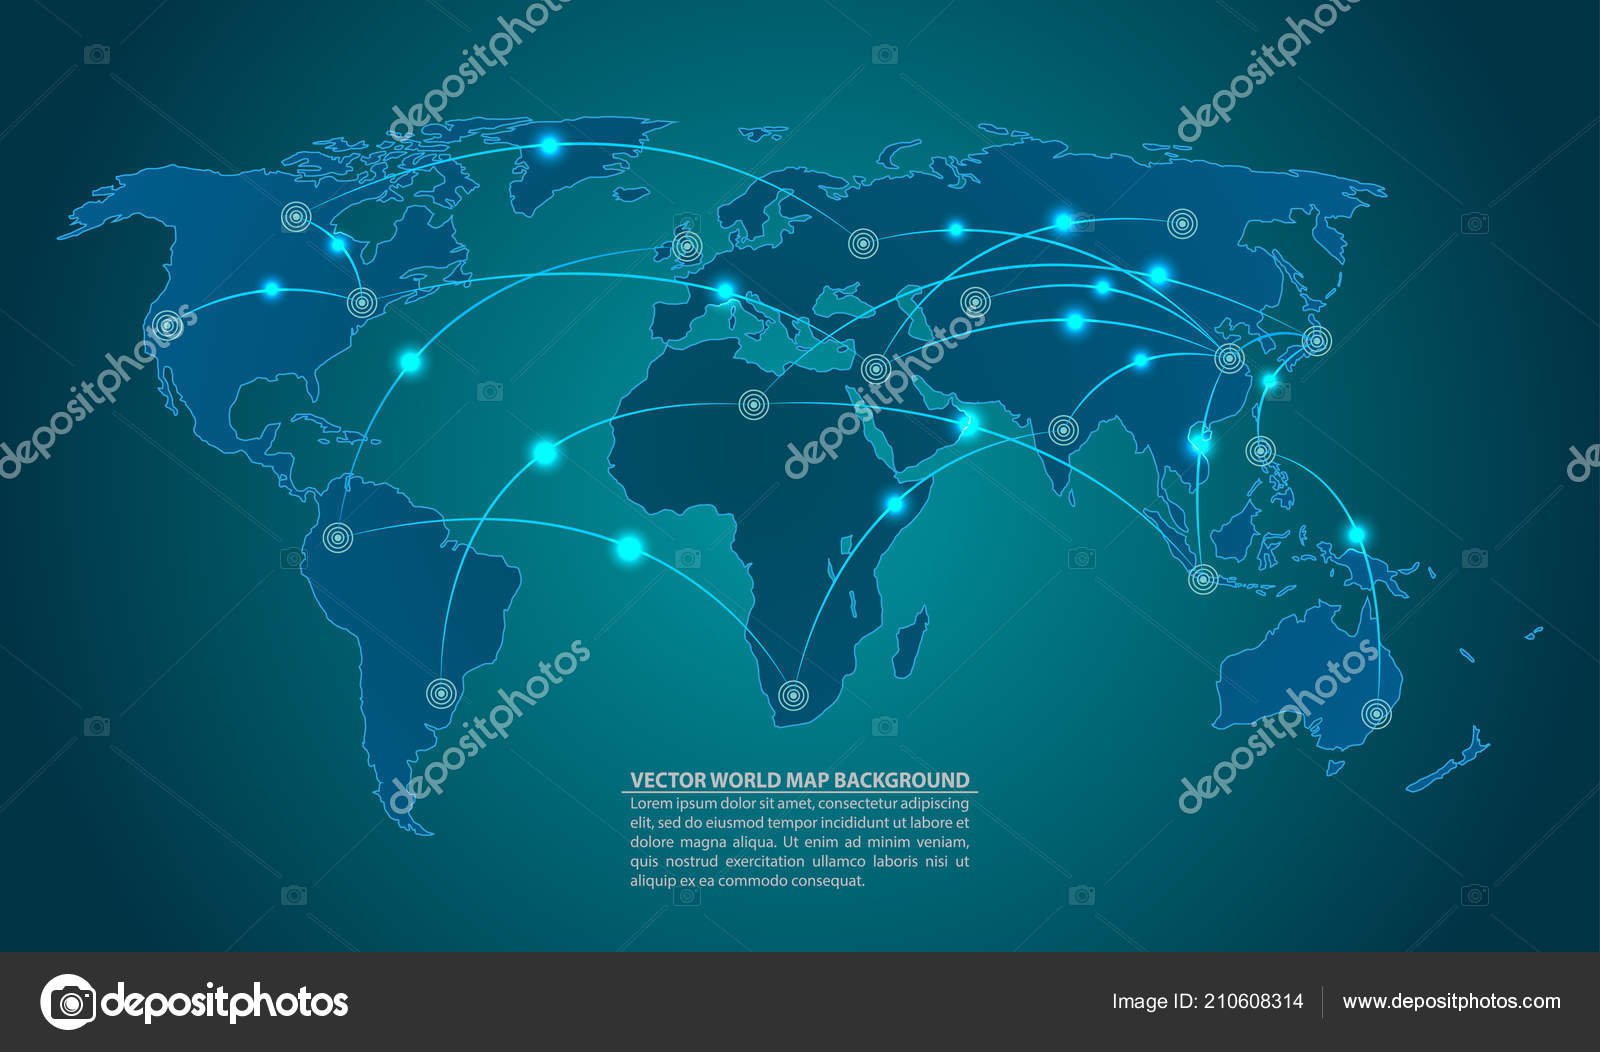 depositphotos
depositphotos
depositphotos
depositphotos
depositphotos
depositphotos
depositphotos
depositphotos
VECTOR WORLD MAP BACKGROUND
Lorem ipsum dolor sit amet, consectetur adipiscing
elit, sed do eiusmod tempor incididunt ut labore et
dolore magna aliqua. Ut enim ad minim veniam,
quis nostrud exercitation ullamco laboris nisi ut
aliquip ex ea commodo consequat.
depositphotos
Image ID: 210608314
www.depositphotos.com